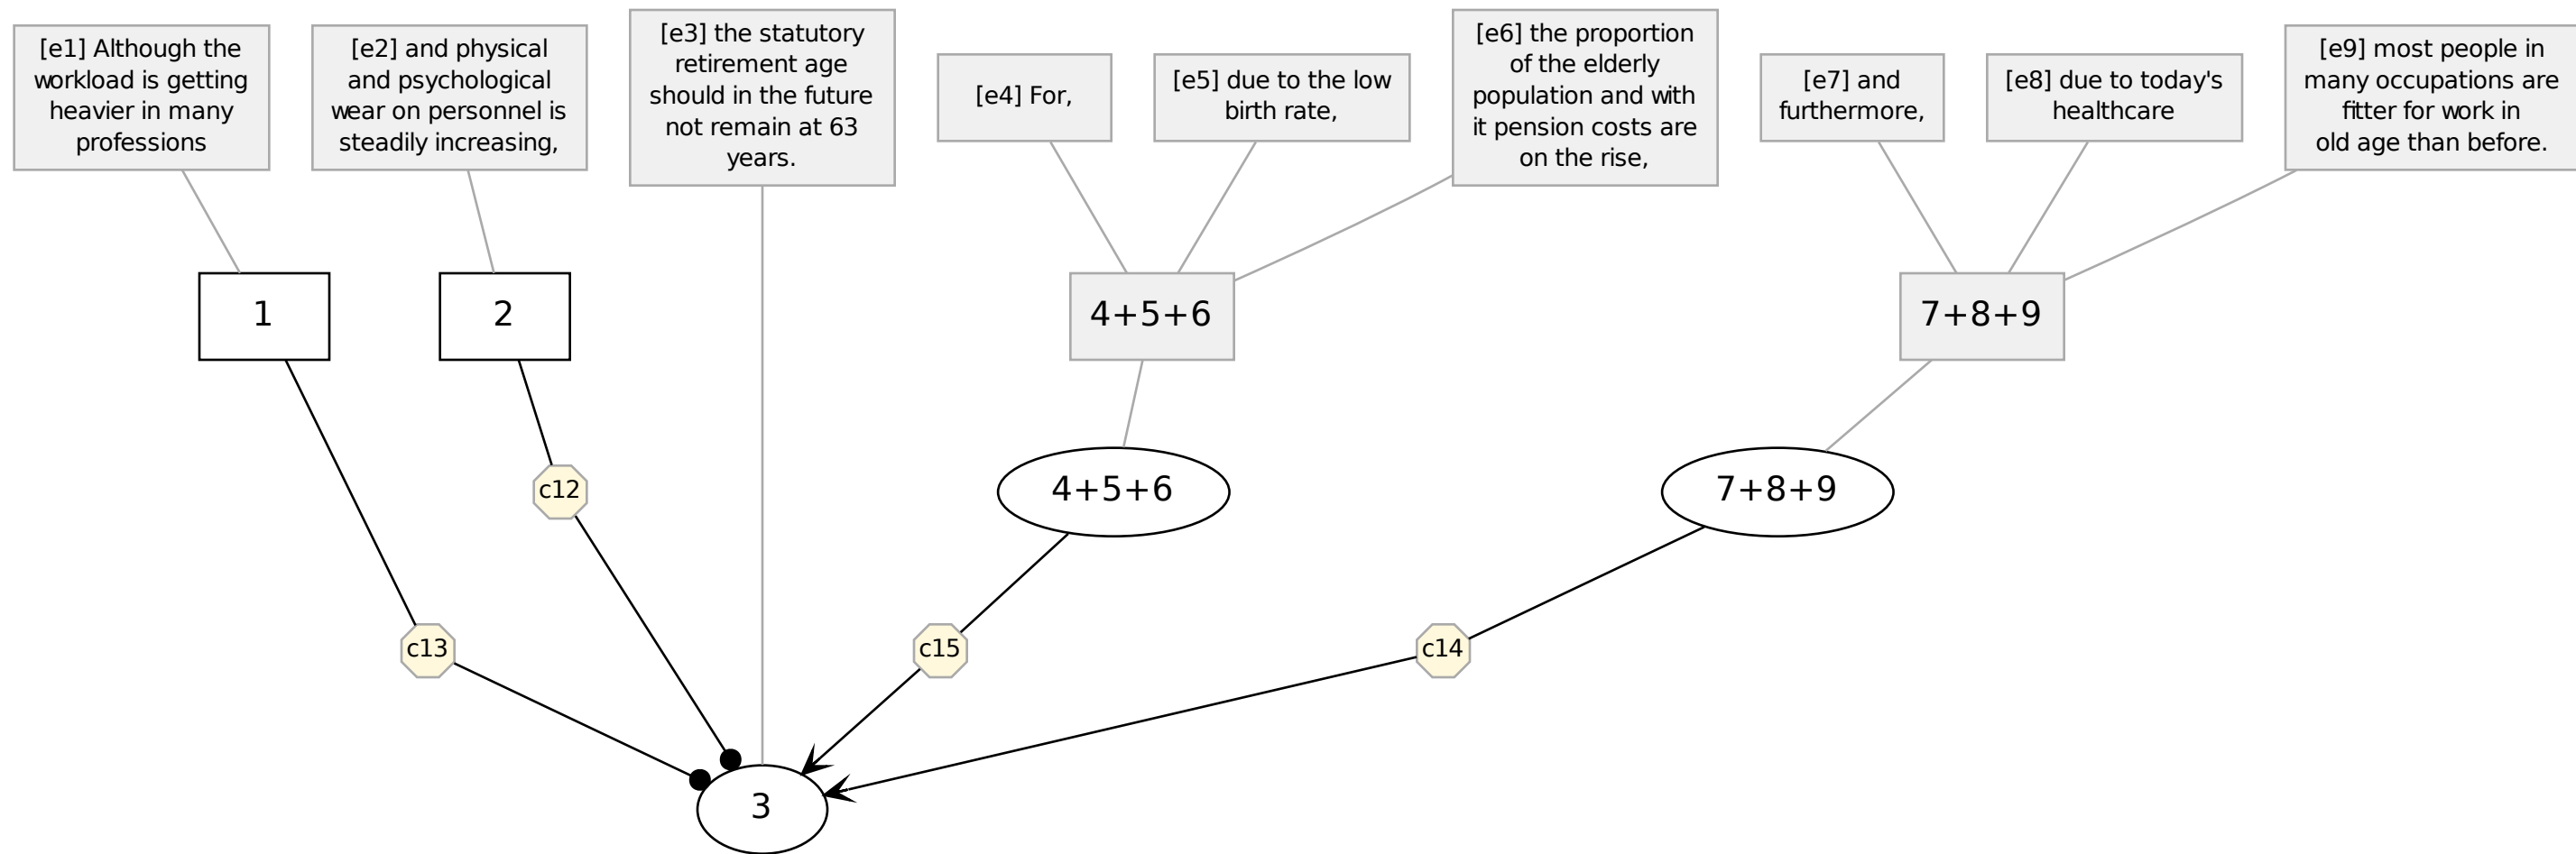 [e1] Although the
workload is getting
heavier in many
professions
[e2] and physical
and psychological
wear on personnel is
steadily increasing,
[e3] the statutory
retirement age
should in the future
not remain at 63
years.
[e4] For,
[e5] due to the low
birth rate,
[e6] the proportion
of the elderly
population and with
it pension costs are
on the rise,
[e7] and
furthermore,
[e8] due to today's
healthcare
[e9] most people in
many occupations are
fitter for work in
old age than before.
1
2
4+5+6
7+8+9
c12
4+5+6
7+8+9
c13
c15
c14
3